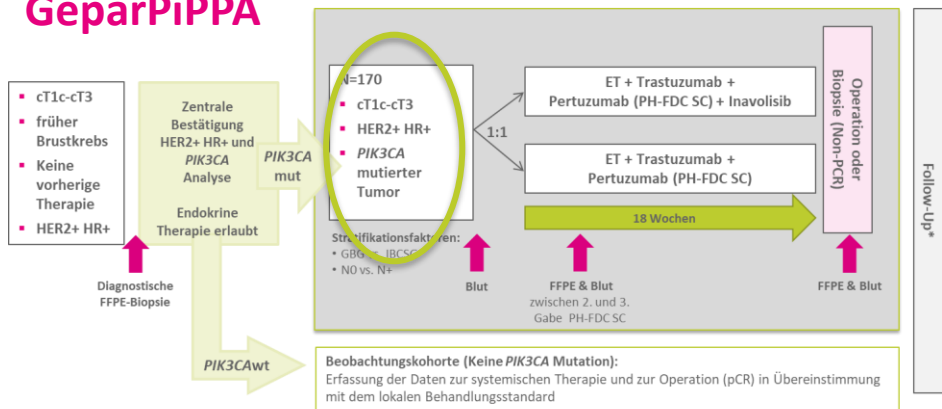 GeparPiPPA
cT1c-cT3
früher
Brustkrebs
Keine
vorherige
Therapie
HER2+ HR+
Diagnostische
FFPE-Biopsie
Zentrale
Bestätigung
HER2+ HR+ und
PIK3CA
Analyse
Endokrine
Therapie erlaubt
PIK3CA
mut
N=170
cT1c-cT3
HER2+ HR+
PIK3CA
mutierter
Tumor
Stratifikationsfaktoren:
• GBG vs. IBCSG
• N0 vs. N+
1:1
ET + Trastuzumab +
Pertuzumab (PH-FDC SC) + Inavolisib
ET + Trastuzumab +
Pertuzumab (PH-FDC SC)
18 Wochen
Blut
FFPE & Blut
zwischen 2. und 3.
Gabe PH-FDC SC
Operation oder
Biopsie (Non-PCR)
FFPE & Blut
Follow-Up*
PIK3CAwt
Beobachtungskohorte (Keine PIK3CA Mutation):
Erfassung der Daten zur systemischen Therapie und zur Operation (pCR) in Übereinstimmung
mit dem lokalen Behandlungsstandard